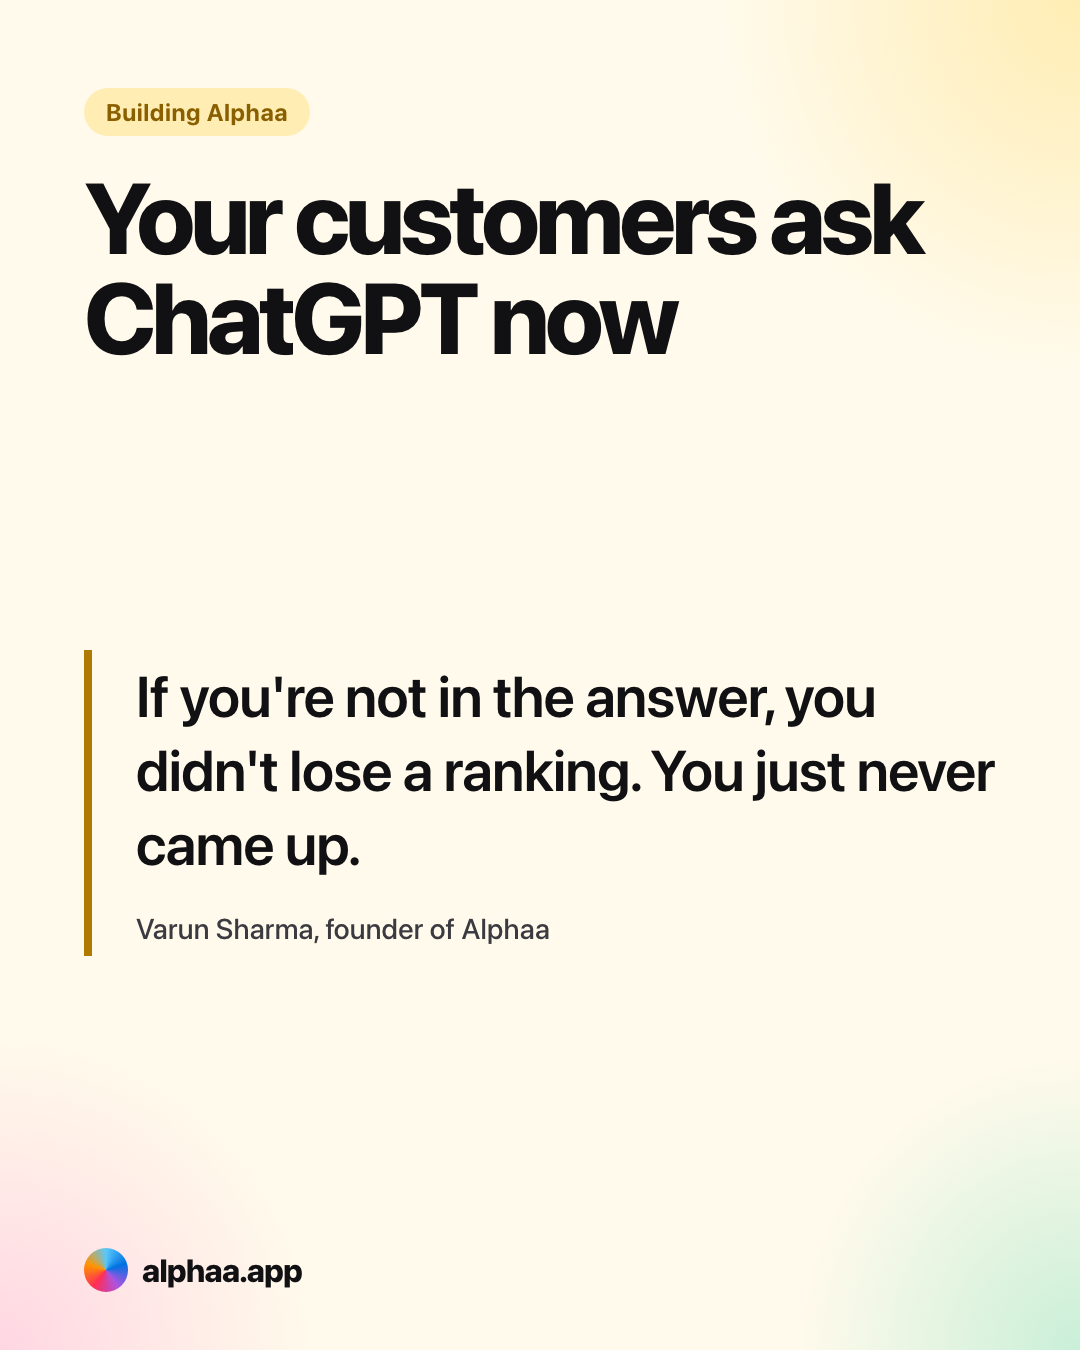 Building Alphaa
Your customers ask
ChatGPT now
If you're not in the answer, you
didn't lose a ranking. You just never
came up.
Varun Sharma, founder of Alphaa
alphaa.app